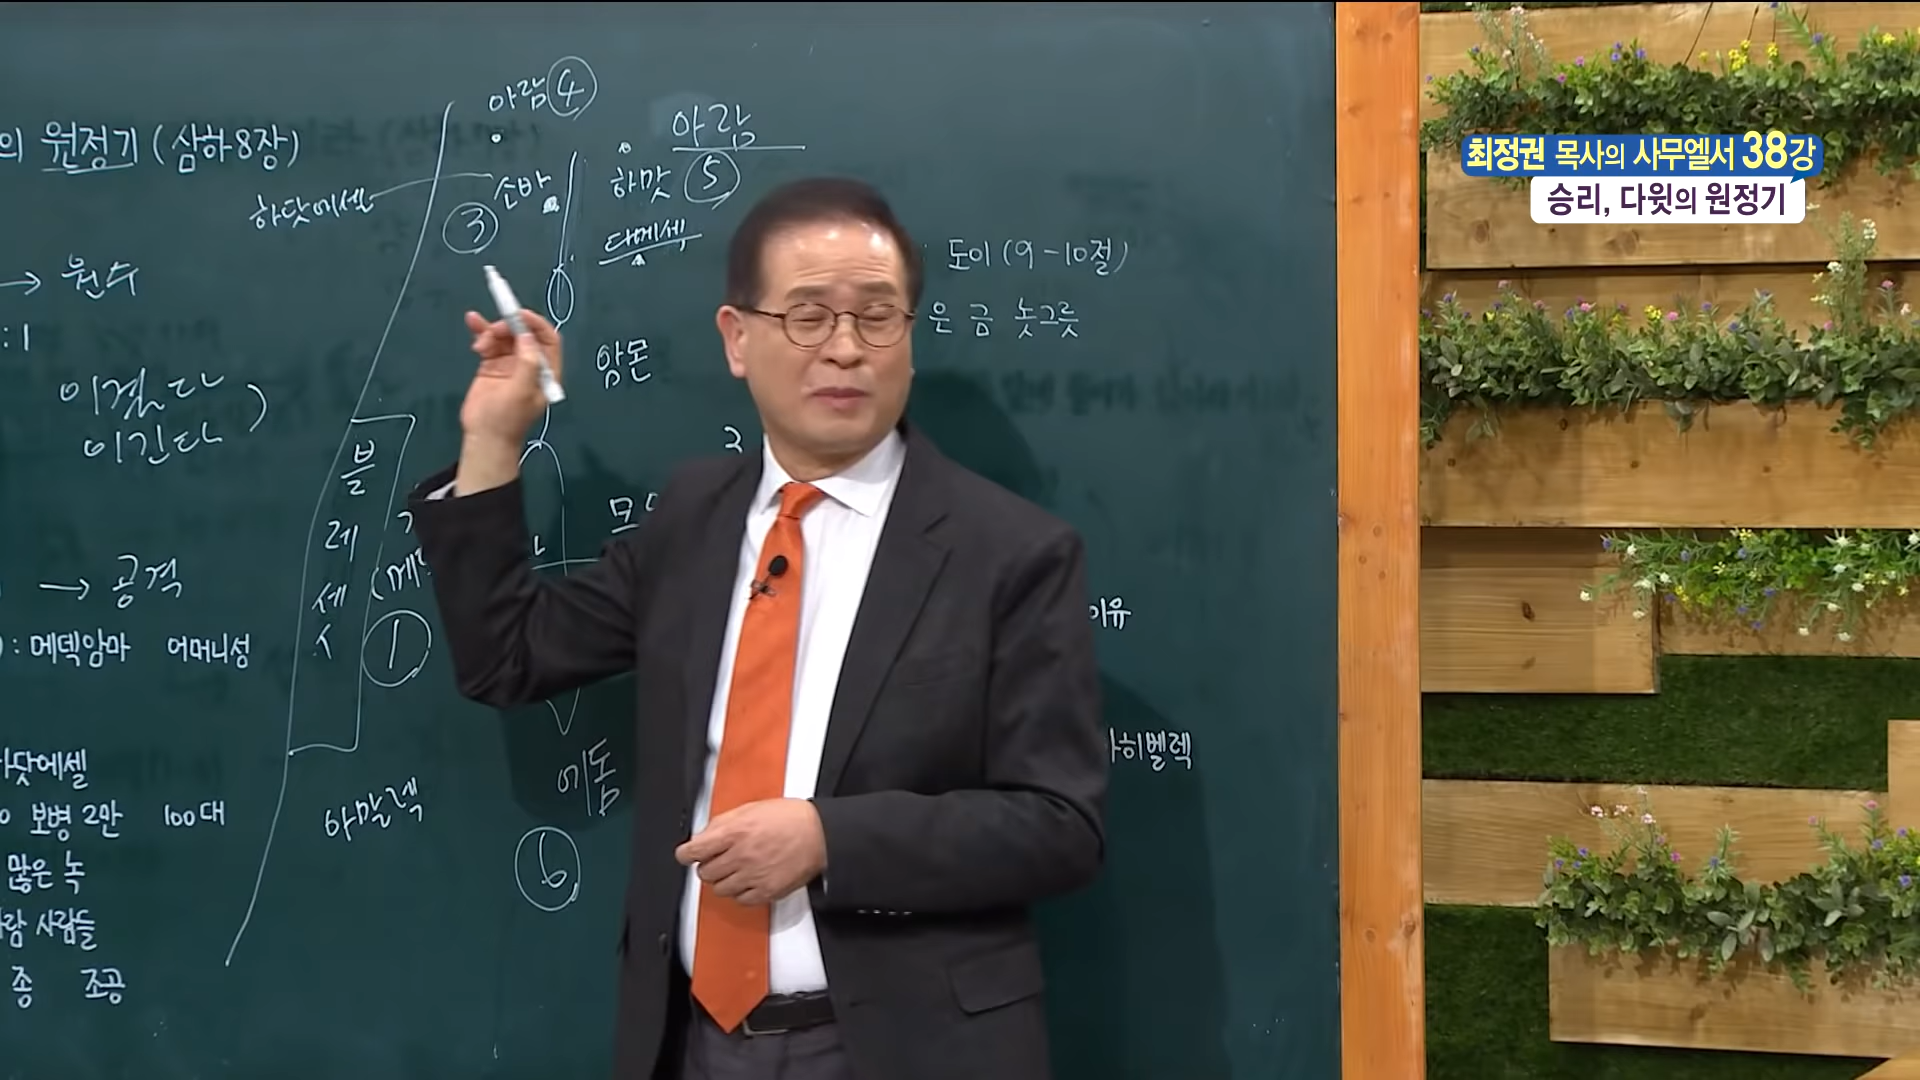 의 원정기 (삼하 8장)
→ 원수
:1
이겼다
이긴다 )
→ 공격
): 메덱암마 어머니성
하닷에셀
보병 2만 100대
많은 녹
아람 사람들
종 조공
아람 ④
아람
하맛 ⑤
소바
하닷에셀
③
다메섹
암몬
2
블
레
셋
(메
①
아말렉
에돔
⑥
: 도이 (9-10절)
은 금 놋그릇
이유
아히멜렉
최정권 목사의 사무엘서 38강
승리, 다윗의 원정기